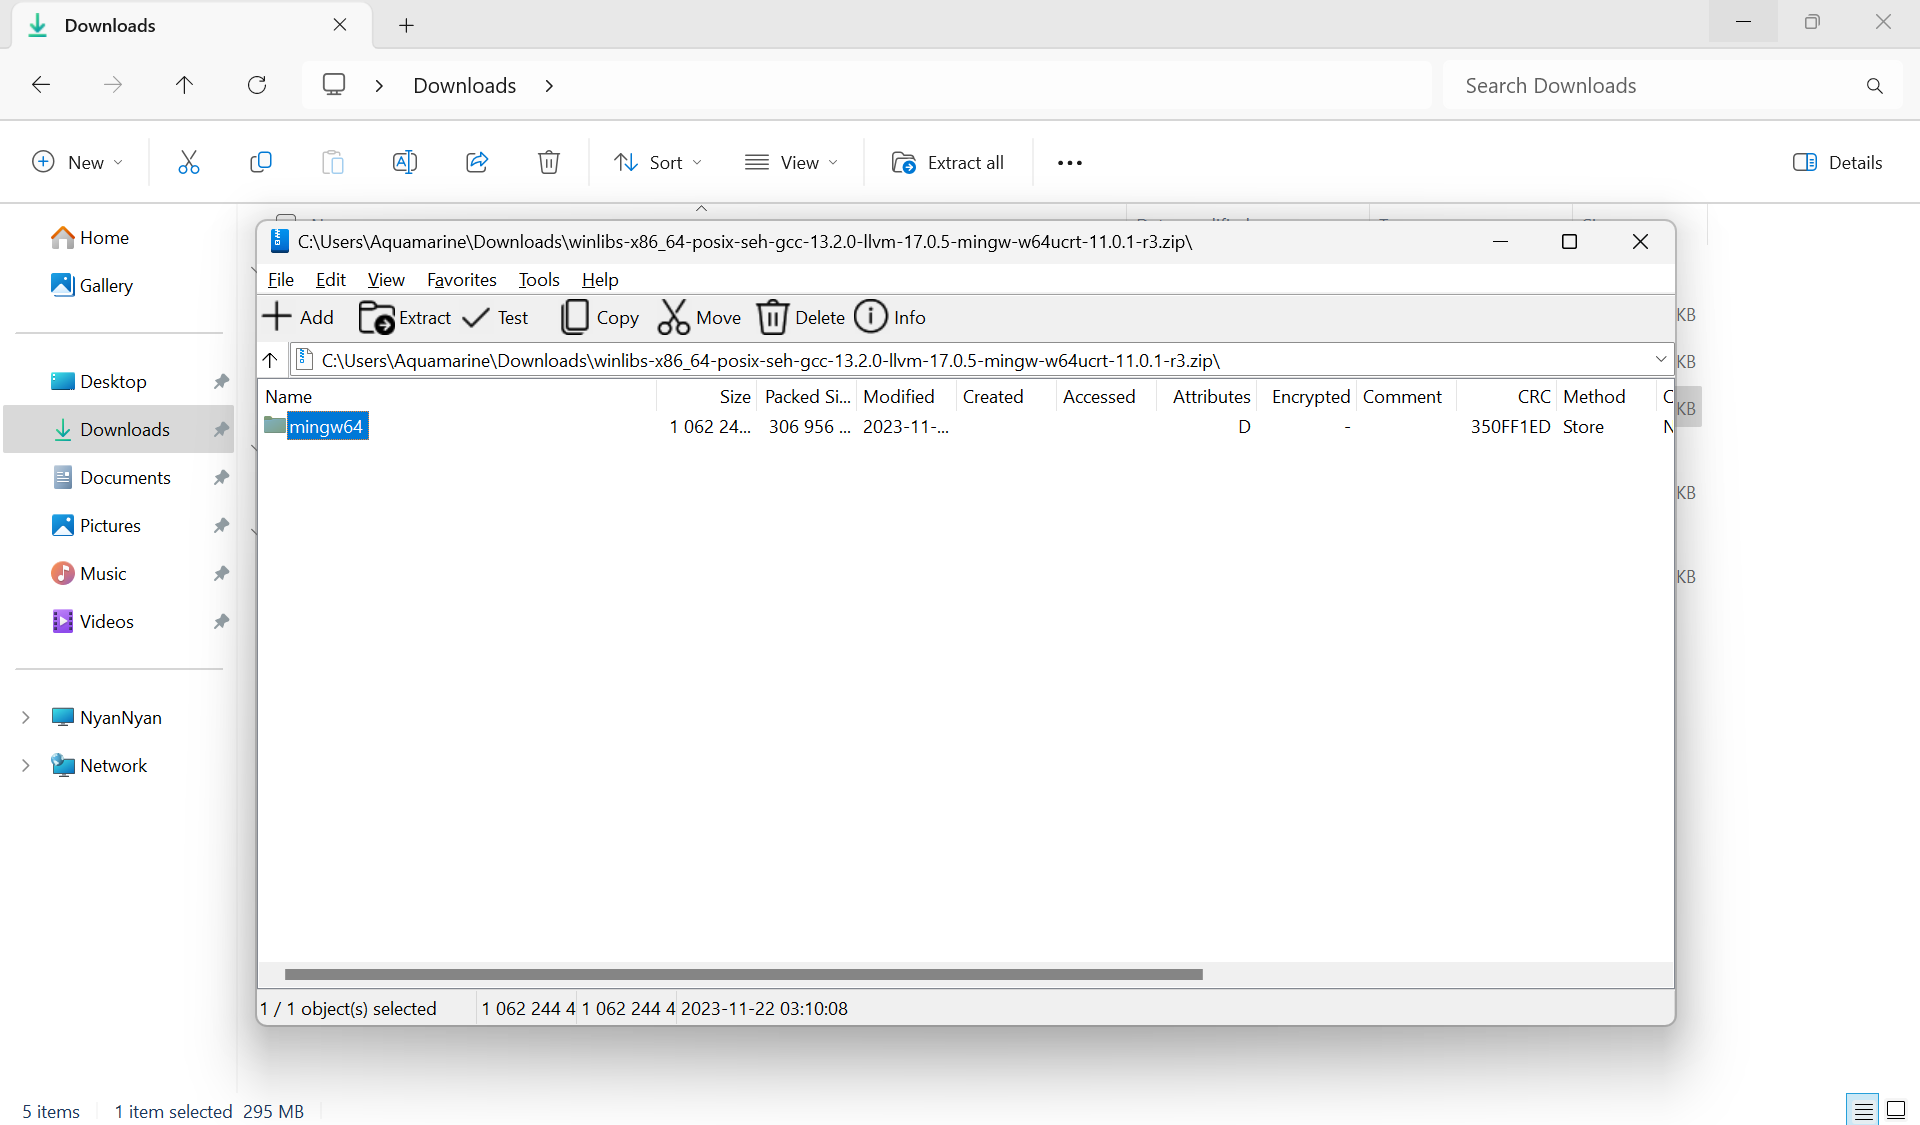 Downloads
Downloads
Search Downloads
New
Sort
View
Extract all
Details
Home
Gallery
Desktop
Downloads
Documents
Pictures
Music
Videos
NyanNyan
Network
C:\Users\Aquamarine\Downloads\winlibs-x86_64-posix-seh-gcc-13.2.0-llvm-17.0.5-mingw-w64ucrt-11.0.1-r3.zip\
File Edit View Favorites Tools Help
Add Extract Test Copy Move Delete Info
C:\Users\Aquamarine\Downloads\winlibs-x86_64-posix-seh-gcc-13.2.0-llvm-17.0.5-mingw-w64ucrt-11.0.1-r3.zip\
Name Size Packed Si... Modified Created Accessed Attributes Encrypted Comment CRC Method
mingw64 1 062 24... 306 956 ... 2023-11-... D - 350FF1ED Store
KB
KB
KB
KB
KB
1 / 1 object(s) selected 1 062 244 4 1 062 244 4 2023-11-22 03:10:08
5 items 1 item selected 295 MB